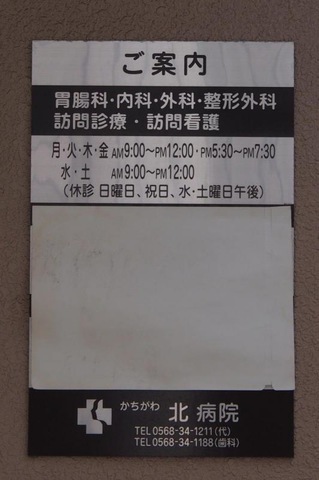 ご案内
胃腸科・内科・外科・整形外科
訪問診療・訪問看護
月・火・木・金 AM9:00～PM12:00・PM5:30～PM7:30
水・土 AM9:00～PM12:00
(休診 日曜日、祝日、水・土曜日午後)
かちがわ 北 病院
TEL 0568-34-1211(代)
TEL 0568-34-1188(歯科)